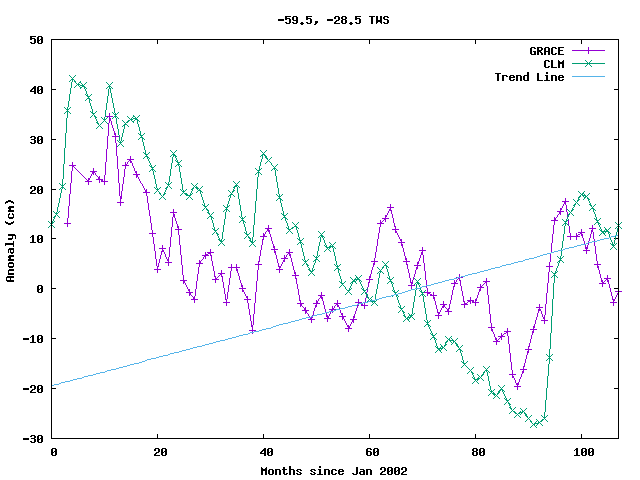 -59.5, -28.5 TWS
50
40
30
20
10
0
-10
-20
-30
Anomaly (cm)
GRACE
CLM
Trend Line
0 20 40 60 80 100
Months since Jan 2002